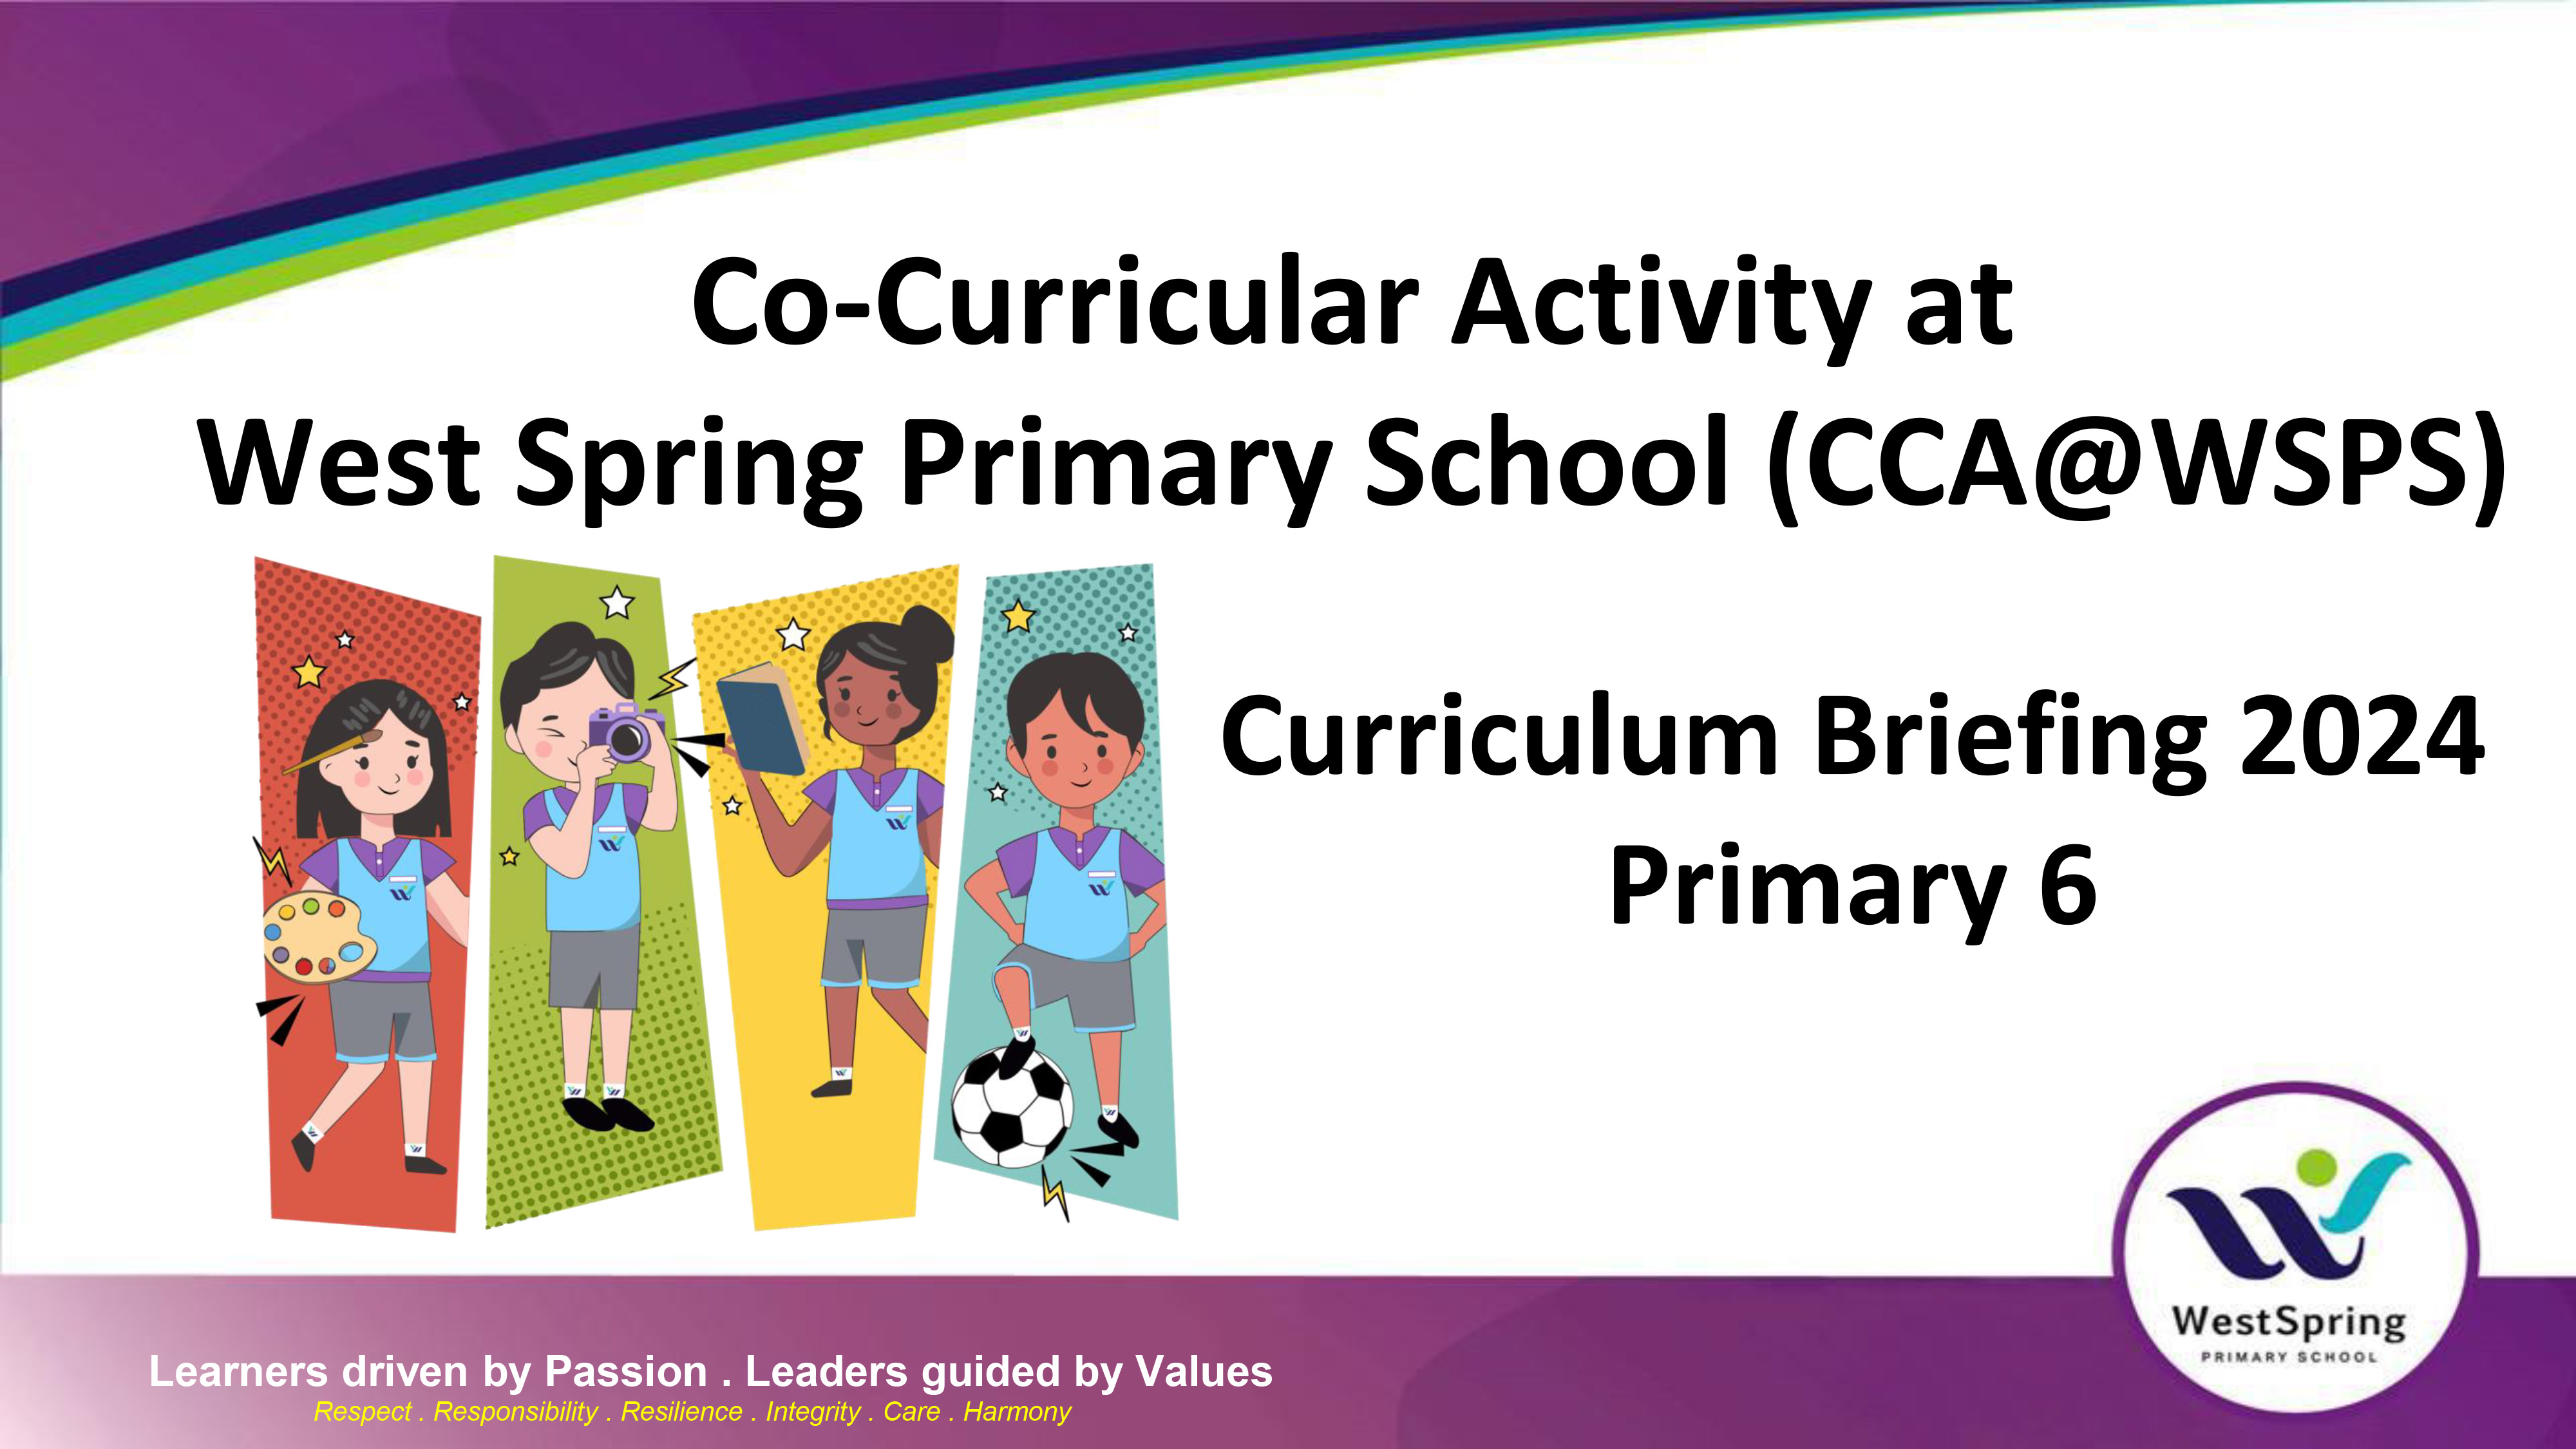 Co-Curricular Activity at
West Spring Primary School (CCA@WSPS)
Curriculum Briefing 2024
Primary 6
WestSpring
PRIMARY SCHOOL
Learners driven by Passion . Leaders guided by Values
Respect . Responsibility . Resilience . Integrity . Care . Harmony